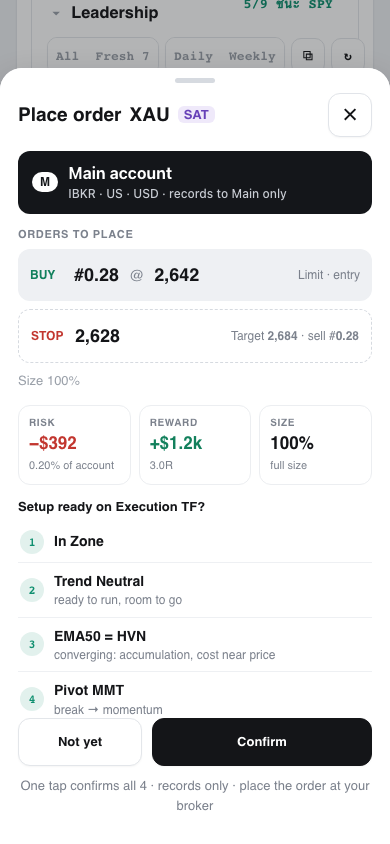 Leadership
5/9 ชนะ SPY
All Fresh 7 Daily Weekly
Place order XAU SAT
M
Main account
IBKR · US · USD · records to Main only
ORDERS TO PLACE
BUY #0.28 @ 2,642 Limit · entry
STOP 2,628 Target 2,684 · sell #0.28
Size 100%
RISK
–$392
0.20% of account
REWARD
+$1.2k
3.0R
SIZE
100%
full size
Setup ready on Execution TF?
1 In Zone
2 Trend Neutral
ready to run, room to go
3 EMA50 = HVN
converging: accumulation, cost near price
4 Pivot MMT
break → momentum
Not yet Confirm
One tap confirms all 4 · records only · place the order at your
broker